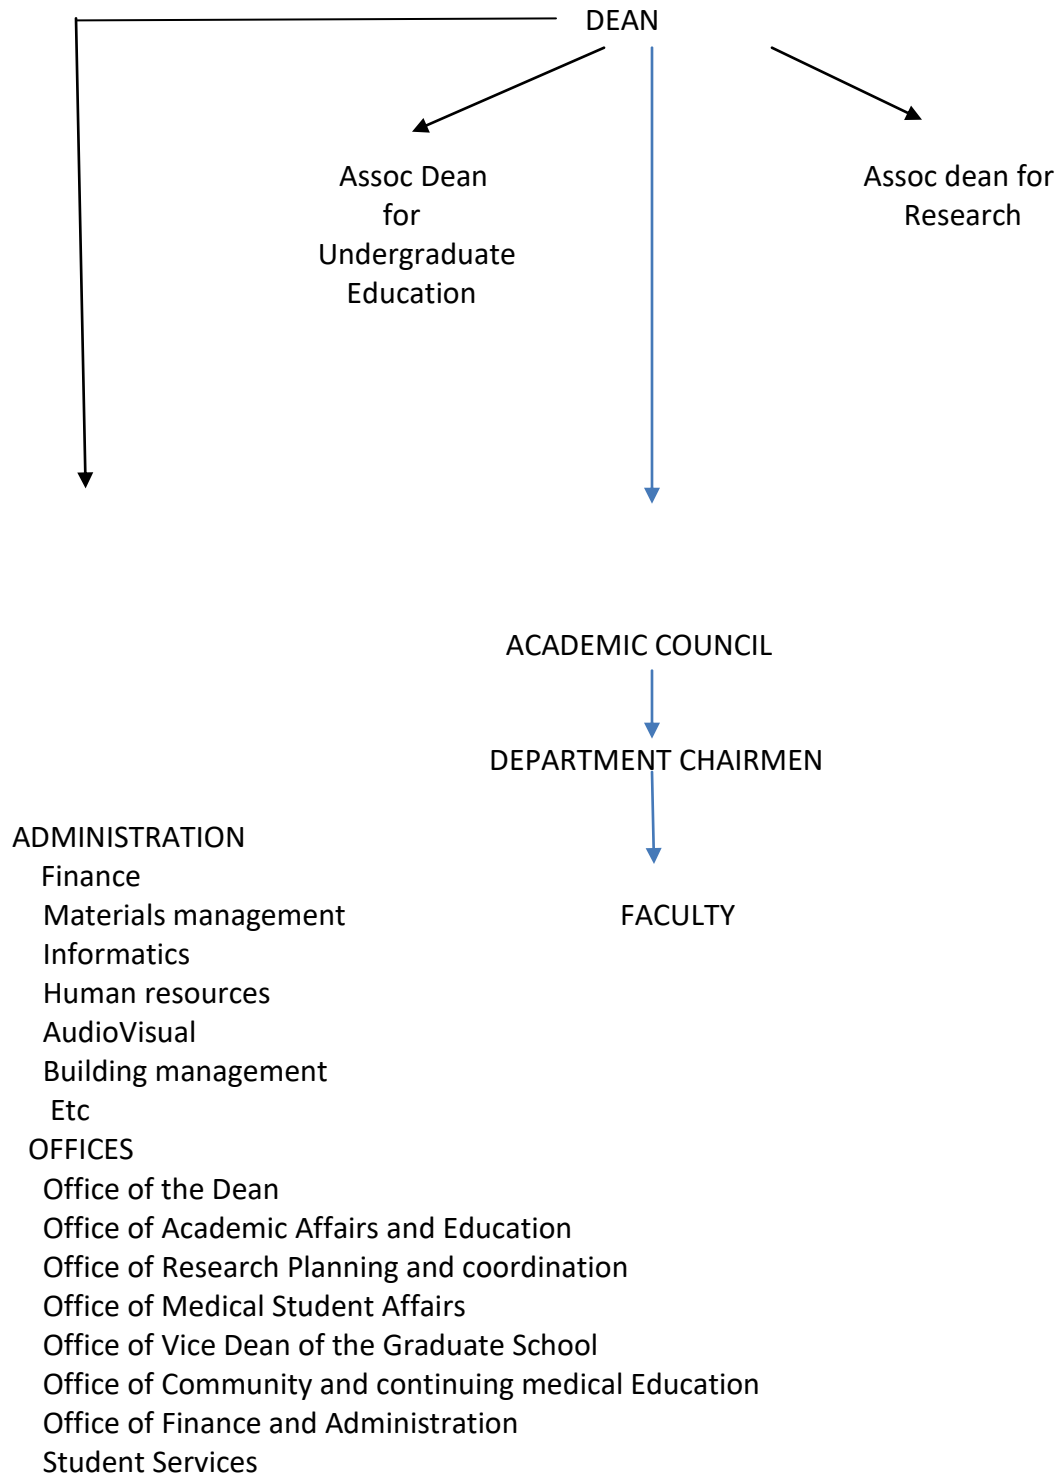 DEAN
Assoc Dean
for
Undergraduate
Education
Assoc dean for
Research
ACADEMIC COUNCIL
DEPARTMENT CHAIRMEN
FACULTY
ADMINISTRATION
Finance
Materials management
Informatics
Human resources
AudioVisual
Building management
Etc
OFFICES
Office of the Dean
Office of Academic Affairs and Education
Office of Research Planning and coordination
Office of Medical Student Affairs
Office of Vice Dean of the Graduate School
Office of Community and continuing medical Education
Office of Finance and Administration
Student Services